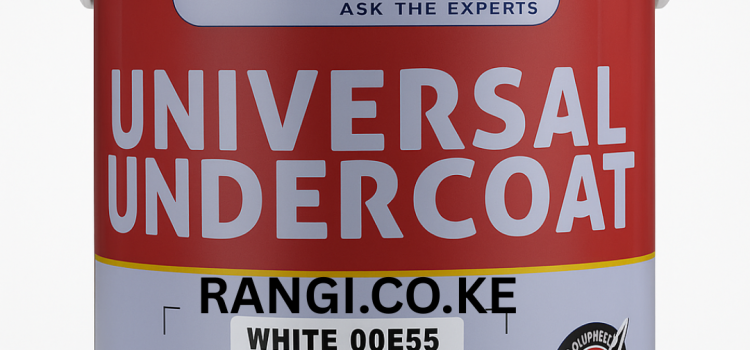 ASK THE EXPERTS
UNIVERSAL
UNDERCOAT
RANGI.CO.KE
WHITE 00E55